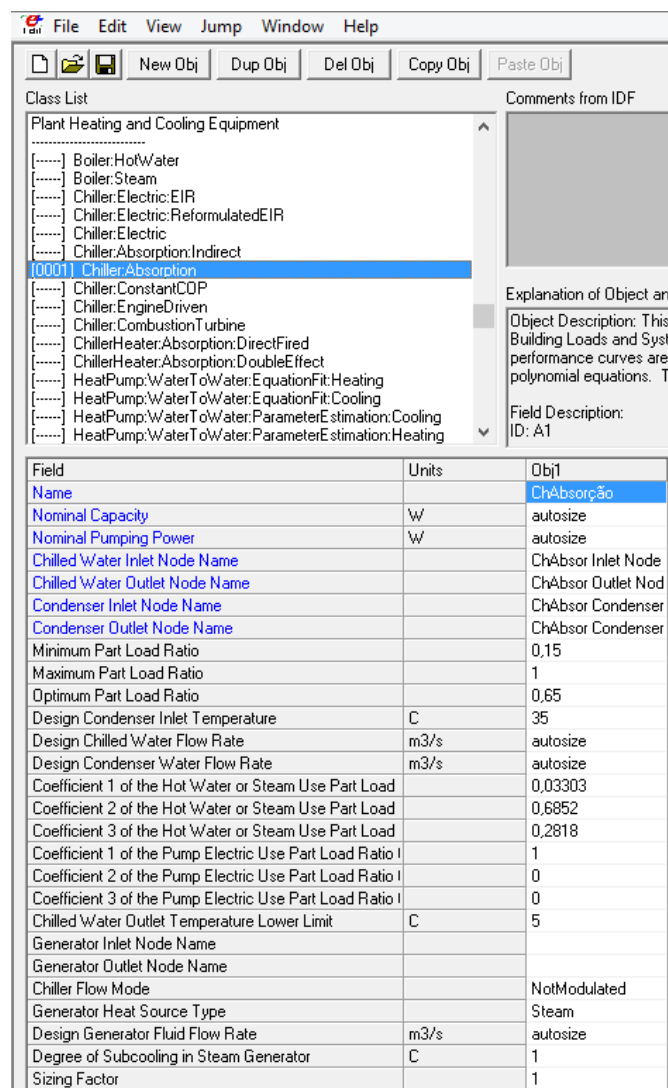 File Edit View Jump Window Help
New Obj Dup Obj Del Obj Copy Obj Paste Obj
Class List Comments from IDF
Plant Heating and Cooling Equipment
-------------------------
[------] Boiler:HotWater
[------] Boiler:Steam
[------] Chiller:Electric:EIR
[------] Chiller:Electric:ReformulatedEIR
[------] Chiller:Electric
[------] Chiller:Absorption:Indirect
[0001] Chiller:Absorption
[------] Chiller:ConstantCOP
[------] Chiller:EngineDriven
[------] Chiller:CombustionTurbine
[------] ChillerHeater:Absorption:DirectFired
[------] ChillerHeater:Absorption:DoubleEffect
[------] HeatPump:WaterToWater:EquationFit:Heating
[------] HeatPump:WaterToWater:EquationFit:Cooling
[------] HeatPump:WaterToWater:ParameterEstimation:Cooling
[------] HeatPump:WaterToWater:ParameterEstimation:Heating
Explanation of Object an
Object Description: This
Building Loads and Syst
performance curves are
polynomial equations. T
Field Description:
ID: A1
Field Units Obj1
Name ChAbsorção
Nominal Capacity W autosize
Nominal Pumping Power W autosize
Chilled Water Inlet Node Name ChAbsor Inlet Node
Chilled Water Outlet Node Name ChAbsor Outlet Nod
Condenser Inlet Node Name ChAbsor Condenser
Condenser Outlet Node Name ChAbsor Condenser
Minimum Part Load Ratio 0,15
Maximum Part Load Ratio 1
Optimum Part Load Ratio 0,65
Design Condenser Inlet Temperature C 35
Design Chilled Water Flow Rate m3/s autosize
Design Condenser Water Flow Rate m3/s autosize
Coefficient 1 of the Hot Water or Steam Use Part Load 0,03303
Coefficient 2 of the Hot Water or Steam Use Part Load 0,6852
Coefficient 3 of the Hot Water or Steam Use Part Load 0,2818
Coefficient 1 of the Pump Electric Use Part Load Ratio 1
Coefficient 2 of the Pump Electric Use Part Load Ratio 0
Coefficient 3 of the Pump Electric Use Part Load Ratio 0
Chilled Water Outlet Temperature Lower Limit C 5
Generator Inlet Node Name
Generator Outlet Node Name
Chiller Flow Mode NotModulated
Generator Heat Source Type Steam
Design Generator Fluid Flow Rate m3/s autosize
Degree of Subcooling in Steam Generator C 1
Sizing Factor 1